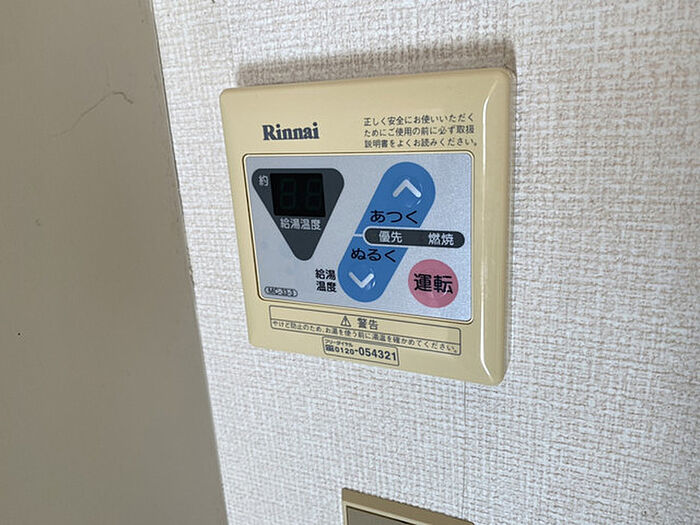 Rinnai
正しく安全にお使いいただく
ためにご使用の前に必ず取扱
説明書をよくお読みください。
約
給湯温度
あつく
優先 燃焼
ぬるく
給湯
温度
運転
MC-33-3
⚠ 警告
やけど防止のため、お湯を使う前に湯温を確かめてください。
フリーダイヤル
0120-054321